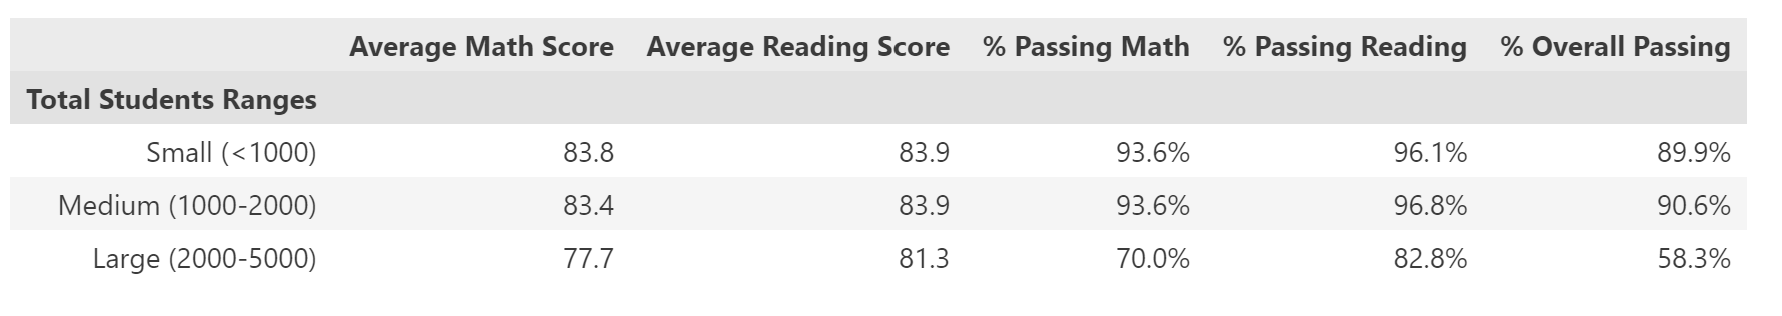 Average Math Score Average Reading Score % Passing Math % Passing Reading % Overall Passing
Total Students Ranges
Small (<1000) 83.8 83.9 93.6% 96.1% 89.9%
Medium (1000-2000) 83.4 83.9 93.6% 96.8% 90.6%
Large (2000-5000) 77.7 81.3 70.0% 82.8% 58.3%